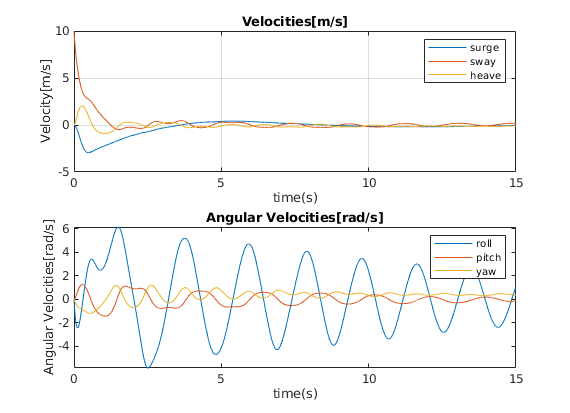 Velocities[m/s]
10
5
0
-5
Velocity[m/s]
surge
sway
heave
0
5
10
15
time(s)
Angular Velocities[rad/s]
6
4
2
0
-2
-4
Angular Velocities[rad/s]
roll
pitch
yaw
0
5
10
15
time(s)